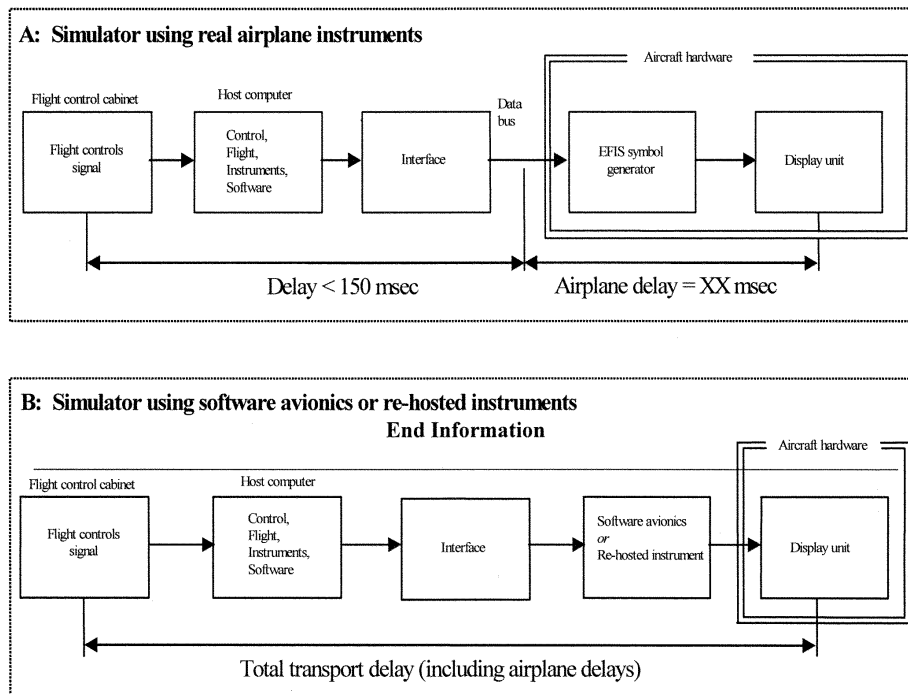 A: Simulator using real airplane instruments
Aircraft hardware
Flight control cabinet
Host computer
Data
bus
Flight controls
signal
Control,
Flight,
Instruments,
Software
Interface
EFIS symbol
generator
Display unit
Delay < 150 msec
Airplane delay = XX msec
B: Simulator using software avionics or re-hosted instruments
End Information
Aircraft hardware
Flight control cabinet
Host computer
Flight controls
signal
Control,
Flight,
Instruments,
Software
Interface
Software avionics
or
Re-hosted instrument
Display unit
Total transport delay (including airplane delays)